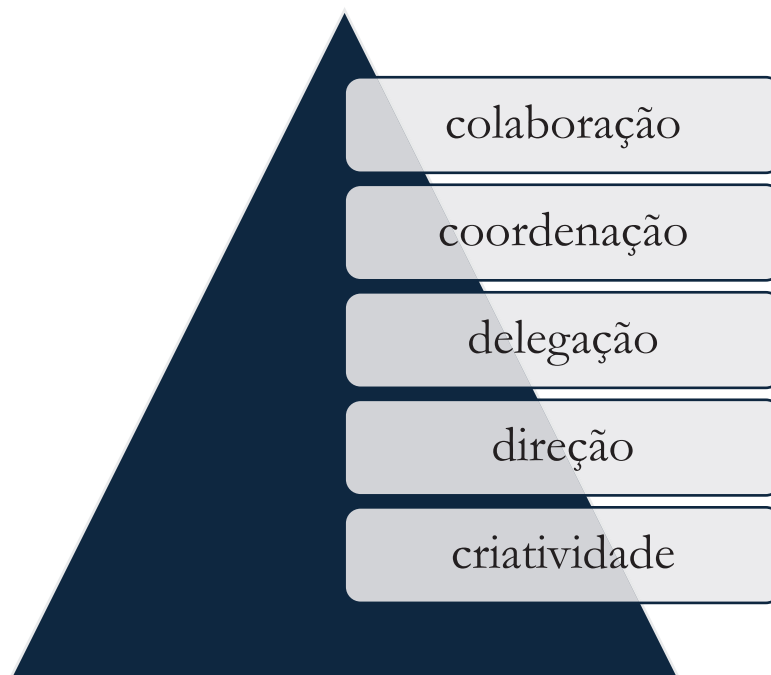 colaboração
coordenação
delegação
direção
criatividade